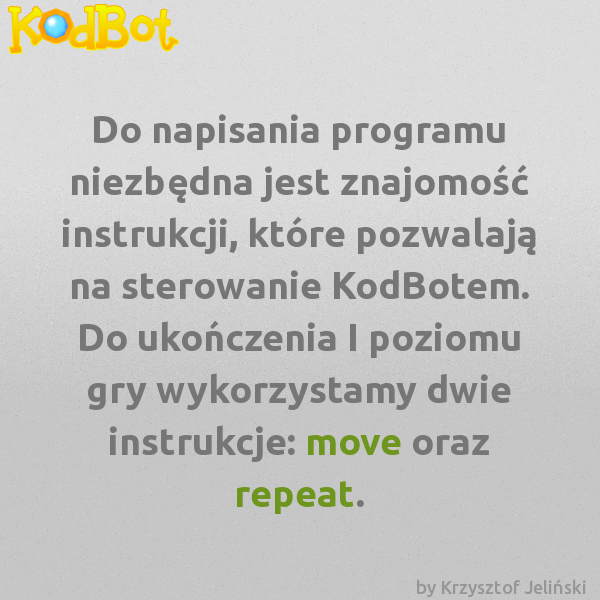 KodBot
Do napisania programu
niezbędna jest znajomość
instrukcji, które pozwalają
na sterowanie KodBotem.
Do ukończenia I poziomu
gry wykorzystamy dwie
instrukcje: move oraz
repeat.
by Krzysztof Jeliński